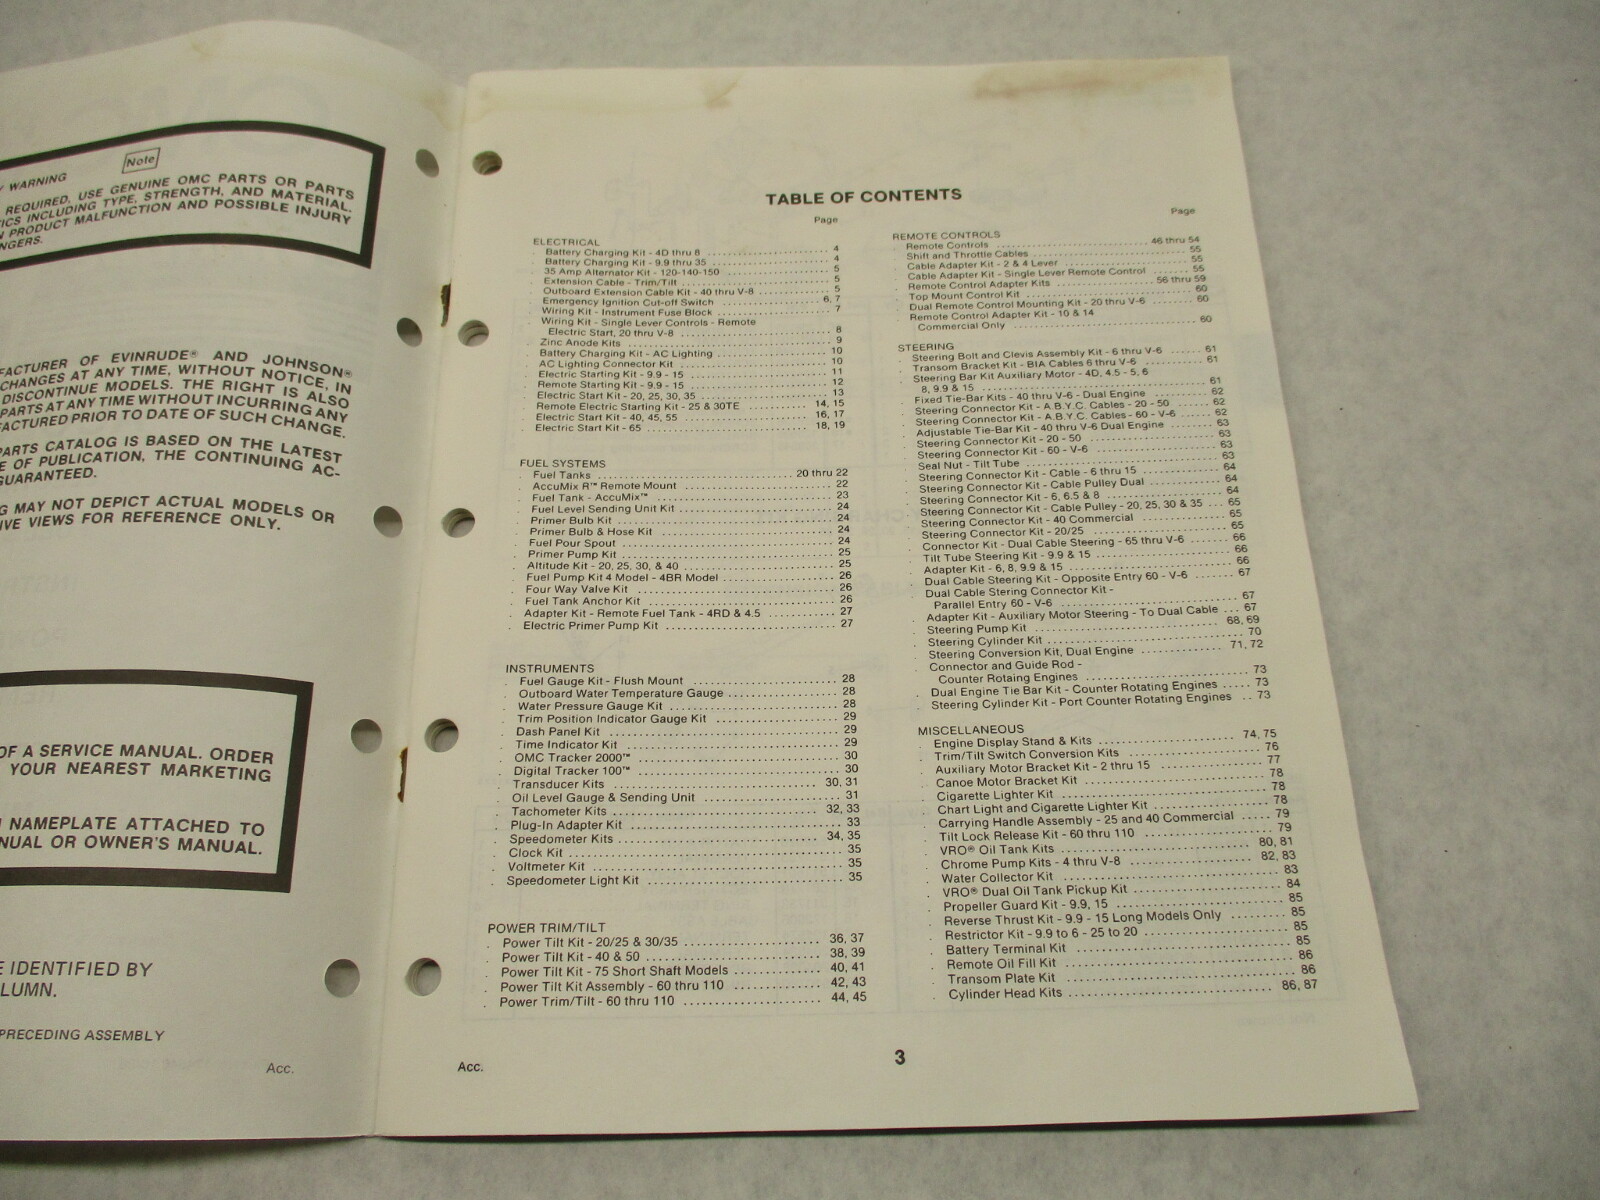 Note
WARNING
REQUIRED, USE GENUINE OMC PARTS OR PARTS
ICS INCLUDING TYPE, STRENGTH, AND MATERIAL.
PRODUCT MALFUNCTION AND POSSIBLE INJURY
NGERS.
FACTURER OF EVINRUDE® AND JOHNSON®
CHANGES AT ANY TIME, WITHOUT NOTICE, IN
DISCONTINUE MODELS. THE RIGHT IS ALSO
PARTS AT ANY TIME WITHOUT INCURRING ANY
FACTURED PRIOR TO DATE OF SUCH CHANGE.
PARTS CATALOG IS BASED ON THE LATEST
E OF PUBLICATION, THE CONTINUING AC-
GUARANTEED.
G MAY NOT DEPICT ACTUAL MODELS OR
IVE VIEWS FOR REFERENCE ONLY.
OF A SERVICE MANUAL. ORDER
YOUR NEAREST MARKETING
NAMEPLATE ATTACHED TO
NUAL OR OWNER'S MANUAL.
E IDENTIFIED BY
LUMN.
PRECEDING ASSEMBLY
Acc.
TABLE OF CONTENTS
Page
ELECTRICAL
Battery Charging Kit - 4D thru 8 4
Battery Charging Kit - 9.9 thru 35 4
35 Amp Alternator Kit - 120-140-150 5
Extension Cable - Trim/Tilt 5
Outboard Extension Cable Kit - 40 thru V-8 5
Emergency Ignition Cut-off Switch 6, 7
Wiring Kit - Instrument Fuse Block 7
Wiring Kit - Single Lever Controls - Remote
Electric Start, 20 thru V-8 8
Zinc Anode Kits 9
Battery Charging Kit - AC Lighting 10
AC Lighting Connector Kit 10
Electric Starting Kit - 9.9 - 15 11
Remote Starting Kit - 9.9 - 15 12
Electric Start Kit - 20, 25, 30, 35 13
Remote Electric Starting Kit - 25 & 30TE 14, 15
Electric Start Kit - 40, 45, 55 16, 17
Electric Start Kit - 65 18, 19
FUEL SYSTEMS
Fuel Tanks 20 thru 22
AccuMix R™ Remote Mount 22
Fuel Tank - AccuMix™ 23
Fuel Level Sending Unit Kit 24
Primer Bulb Kit 24
Primer Bulb & Hose Kit 24
Fuel Pour Spout 24
Primer Pump Kit 25
Altitude Kit - 20, 25, 30, & 40 25
Fuel Pump Kit 4 Model - 4BR Model 26
Four Way Valve Kit 26
Fuel Tank Anchor Kit 26
Adapter Kit - Remote Fuel Tank - 4RD & 4.5 27
Electric Primer Pump Kit 27
INSTRUMENTS
Fuel Gauge Kit - Flush Mount 28
Outboard Water Temperature Gauge 28
Water Pressure Gauge Kit 28
Trim Position Indicator Gauge Kit 29
Dash Panel Kit 29
Time Indicator Kit 29
OMC Tracker 2000™ 30
Digital Tracker 100™ 30
Transducer Kits 30, 31
Oil Level Gauge & Sending Unit 31
Tachometer Kits 32, 33
Plug-In Adapter Kit 33
Speedometer Kits 34, 35
Clock Kit 35
Voltmeter Kit 35
Speedometer Light Kit 35
POWER TRIM/TILT
Power Tilt Kit - 20/25 & 30/35 36, 37
Power Tilt Kit - 40 & 50 38, 39
Power Tilt Kit - 75 Short Shaft Models 40, 41
Power Tilt Kit Assembly - 60 thru 110 42, 43
Power Trim/Tilt - 60 thru 110 44, 45
Page
REMOTE CONTROLS
Remote Controls 46 thru 54
Shift and Throttle Cables 55
Cable Adapter Kit - 2 & 4 Lever 55
Cable Adapter Kit - Single Lever Remote Control 55
Remote Control Adapter Kits 56 thru 59
Top Mount Control Kit 60
Dual Remote Control Mounting Kit - 20 thru V-6 60
Remote Control Adapter Kit - 10 & 14
Commercial Only 60
STEERING
Steering Bolt and Clevis Assembly Kit - 6 thru V-6 61
Transom Bracket Kit - BIA Cables 6 thru V-6 61
Steering Bar Kit Auxiliary Motor - 4D, 4.5 - 5, 6
8, 9.9 & 15 61
Fixed Tie-Bar Kits - 40 thru V-6 - Dual Engine 62
Steering Connector Kit - A.B.Y.C. Cables - 20 - 50 62
Steering Connector Kit - A.B.Y.C. Cables - 60 - V-6 62
Adjustable Tie-Bar Kit - 40 thru V-6 Dual Engine 63
Steering Connector Kit - 20 - 50 63
Steering Connector Kit - 60 - V-6 63
Seal Nut - Tilt Tube 63
Steering Connector Kit - Cable - 6 thru 15 64
Steering Connector Kit - Cable Pulley Dual 64
Steering Connector Kit - 6, 6.5 & 8 64
Steering Connector Kit - Cable Pulley - 20, 25, 30 & 35 65
Steering Connector Kit - 40 Commercial 65
Steering Connector Kit - 20/25 65
Connector Kit - Dual Cable Steering - 65 thru V-6 66
Tilt Tube Steering Kit - 9.9 & 15 66
Adapter Kit - 6, 8, 9.9 & 15 66
Dual Cable Steering Kit - Opposite Entry 60 - V-6 67
Dual Cable Stering Connector Kit -
Parallel Entry 60 - V-6 67
Adapter Kit - Auxiliary Motor Steering - To Dual Cable 67
Steering Pump Kit 68, 69
Steering Cylinder Kit 70
Steering Conversion Kit, Dual Engine 71, 72
Connector and Guide Rod -
Counter Rotaing Engines 73
Dual Engine Tie Bar Kit - Counter Rotating Engines 73
Steering Cylinder Kit - Port Counter Rotating Engines 73
MISCELLANEOUS
Engine Display Stand & Kits 74, 75
Trim/Tilt Switch Conversion Kits 76
Auxiliary Motor Bracket Kit - 2 thru 15 77
Canoe Motor Bracket Kit 78
Cigarette Lighter Kit 78
Chart Light and Cigarette Lighter Kit 78
Carrying Handle Assembly - 25 and 40 Commercial 79
Tilt Lock Release Kit - 60 thru 110 79
VRO® Oil Tank Kits 80, 81
Chrome Pump Kits - 4 thru V-8 82, 83
Water Collector Kit 83
VRO® Dual Oil Tank Pickup Kit 84
Propeller Guard Kit - 9.9, 15 85
Reverse Thrust Kit - 9.9 - 15 Long Models Only 85
Restrictor Kit - 9.9 to 6 - 25 to 20 85
Battery Terminal Kit 85
Remote Oil Fill Kit 86
Transom Plate Kit 86
Cylinder Head Kits 86, 87
Acc.
3